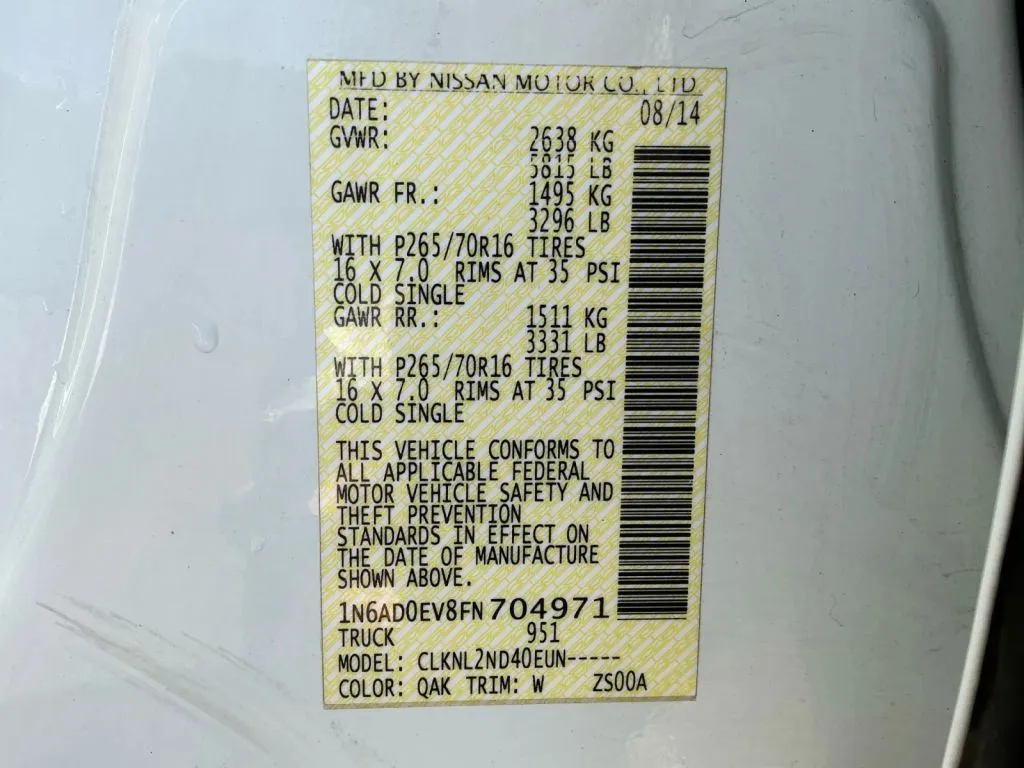 MFD BY NISSAN MOTOR CO., LTD
DATE: 08/14
GVWR: 2638 KG
5815 LB
GAWR FR.: 1495 KG
3296 LB
WITH P265/70R16 TIRES
16 X 7.0 RIMS AT 35 PSI
COLD SINGLE
GAWR RR.: 1511 KG
3331 LB
WITH P265/70R16 TIRES
16 X 7.0 RIMS AT 35 PSI
COLD SINGLE
THIS VEHICLE CONFORMS TO
ALL APPLICABLE FEDERAL
MOTOR VEHICLE SAFETY AND
THEFT PREVENTION
STANDARDS IN EFFECT ON
THE DATE OF MANUFACTURE
SHOWN ABOVE.
1N6AD0EV8FN 704971
TRUCK 951
MODEL: CLKNL2ND40EUN-----
COLOR: QAK TRIM: W ZS00A